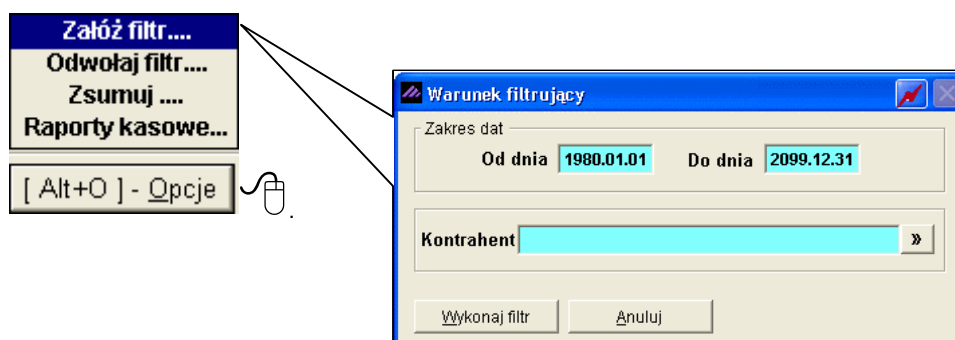 Załóż filtr....
Odwołaj filtr....
Zsumuj ....
Raporty kasowe...
[ Alt+O ] - Opcje
.
Warunek filtrujący
Zakres dat
Od dnia 1980.01.01 Do dnia 2099.12.31
Kontrahent »
Wykonaj filtr Anuluj